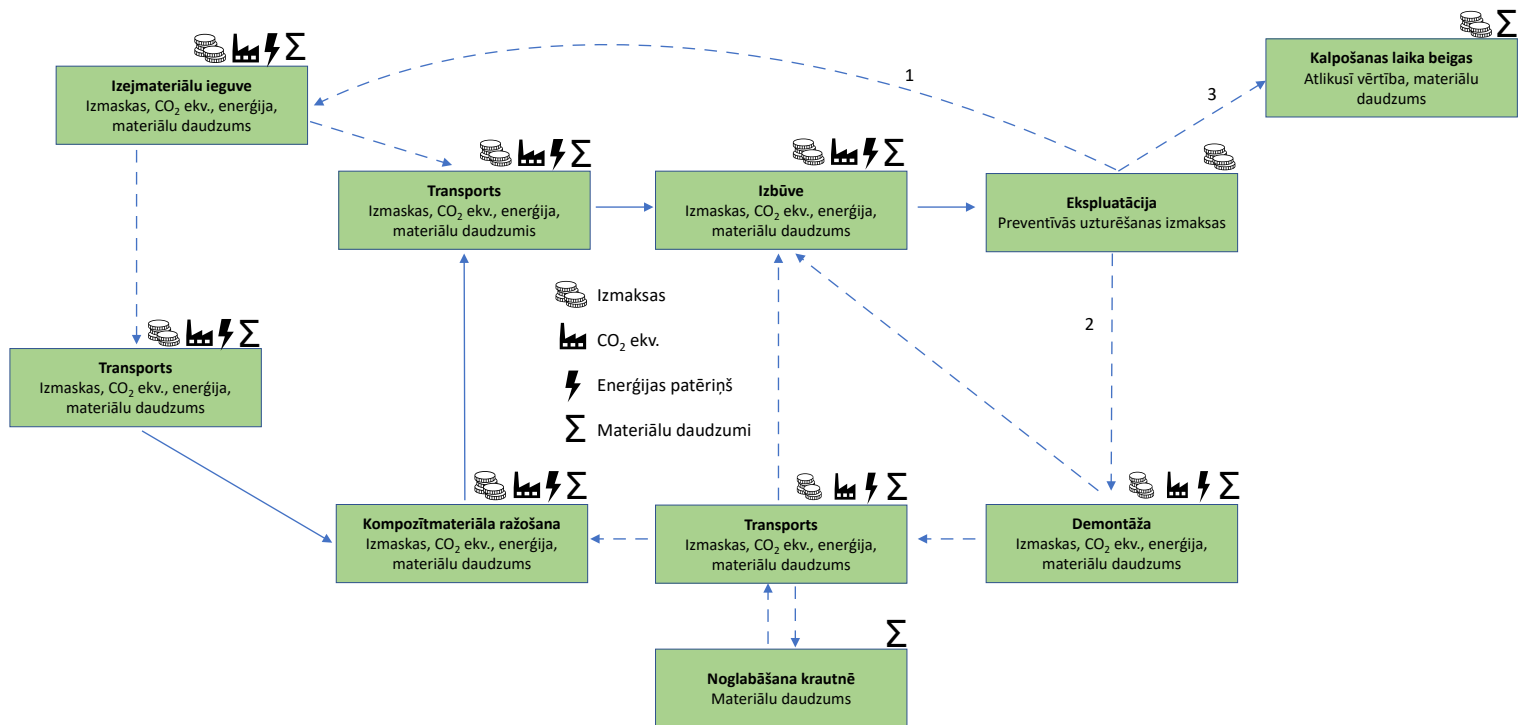 Izejmateriālu ieguve
Izmaskas, CO₂ ekv., enerģija,
materiālu daudzums
1
3
Kalpošanas laika beigas
Atlikusī vērtība, materiālu
daudzums
Transports
Izmaskas, CO₂ ekv., enerģija,
materiālu daudzumis
Izbūve
Izmaskas, CO₂ ekv., enerģija,
materiālu daudzums
Ekspluatācija
Preventīvās uzturēšanas izmaksas
Izmaksas
CO₂ ekv.
Enerģijas patēriņš
Σ Materiālu daudzumi
2
Transports
Izmaskas, CO₂ ekv., enerģija,
materiālu daudzums
Kompozītmateriāla ražošana
Izmaskas, CO₂ ekv., enerģija,
materiālu daudzums
Transports
Izmaskas, CO₂ ekv., enerģija,
materiālu daudzums
Demontāža
Izmaskas, CO₂ ekv., enerģija,
materiālu daudzums
Noglabāšana krautnē
Materiālu daudzums